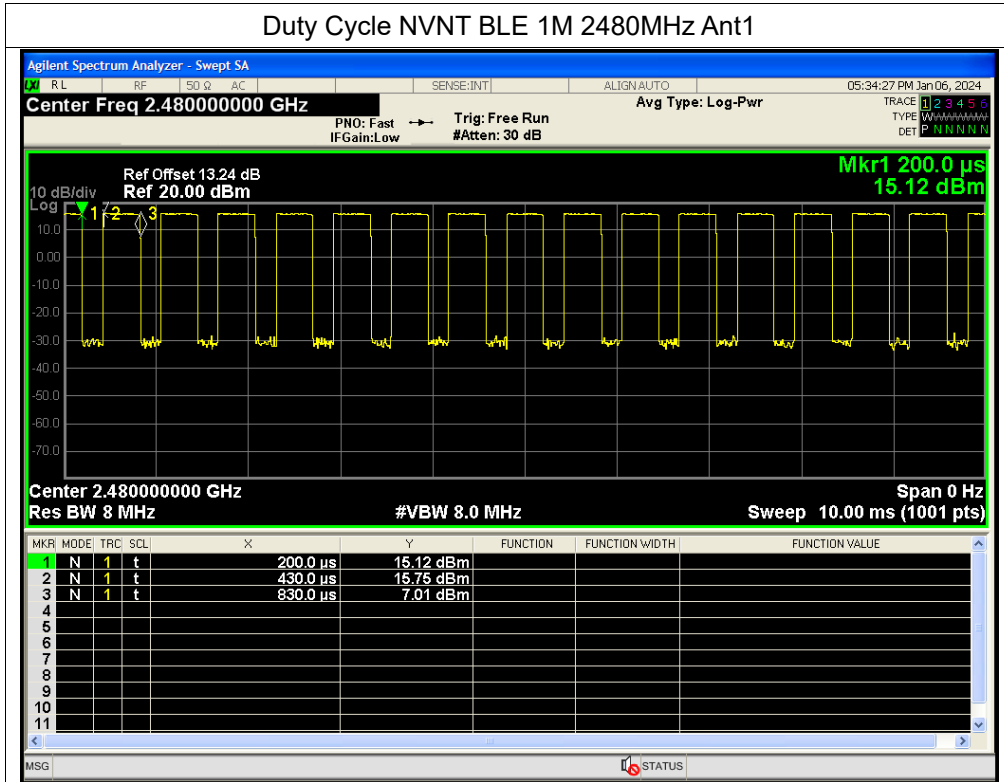 Duty Cycle NVNT BLE 1M 2480MHz Ant1
Agilent Spectrum Analyzer - Swept SA
LXI RL RF 50 Ω AC SENSE:INT ALIGNAUTO 05:34:27 PM Jan 06, 2024
Center Freq 2.480000000 GHz
PNO: Fast
IFGain:Low
Trig: Free Run
#Atten: 30 dB
Avg Type: Log-Pwr
TRACE 1 2 3 4 5 6
TYPE W
DET P N N N N N
Mkr1 200.0 µs
15.12 dBm
Ref Offset 13.24 dB
10 dB/div Ref 20.00 dBm
Log
1 2 3
10.0
0.00
-10.0
-20.0
-30.0
-40.0
-50.0
-60.0
-70.0
Center 2.480000000 GHz Span 0 Hz
Res BW 8 MHz #VBW 8.0 MHz Sweep 10.00 ms (1001 pts)
MKR MODE TRC SCL X Y FUNCTION FUNCTION WIDTH FUNCTION VALUE
1 N 1 t 200.0 µs 15.12 dBm
2 N 1 t 430.0 µs 15.75 dBm
3 N 1 t 830.0 µs 7.01 dBm
4
5
6
7
8
9
10
11
MSG STATUS